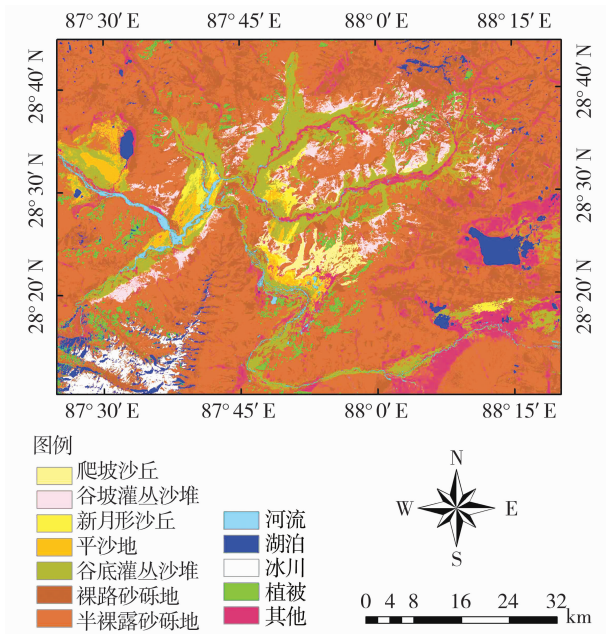 87°30′E 87°45′E 88°0′E 88°15′E
28°40′N 28°40′N
28°30′N 28°30′N
28°20′N 28°20′N
87°30′E 87°45′E 88°0′E 88°15′E
图例
爬坡沙丘
谷坡灌丛沙堆
新月形沙丘
平沙地
谷底灌丛沙堆
裸路砂砾地
半裸露砂砾地
河流
湖泊
冰川
植被
其他
N
W E
S
0 4 8 16 24 32
km